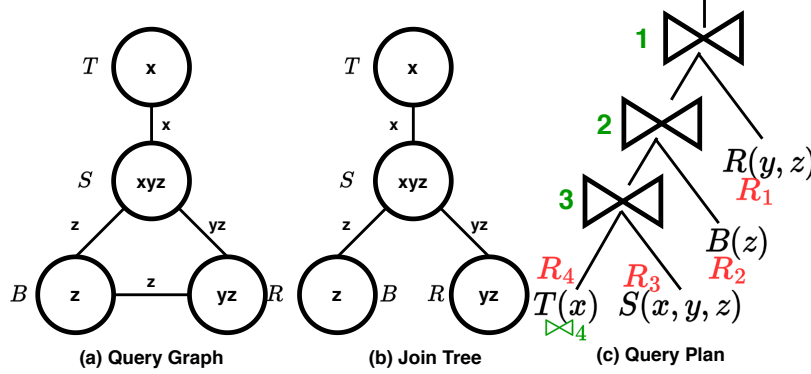 T
x
x
S
xyz
z
yz
B
z
z
yz
R
(a) Query Graph
T
x
x
S
xyz
z
yz
z
B
R
yz
(b) Join Tree
1
2
R(y, z)
R₁
3
B(z)
R₂
R₄
R₃
T(x)
S(x, y, z)
⋈₄
(c) Query Plan